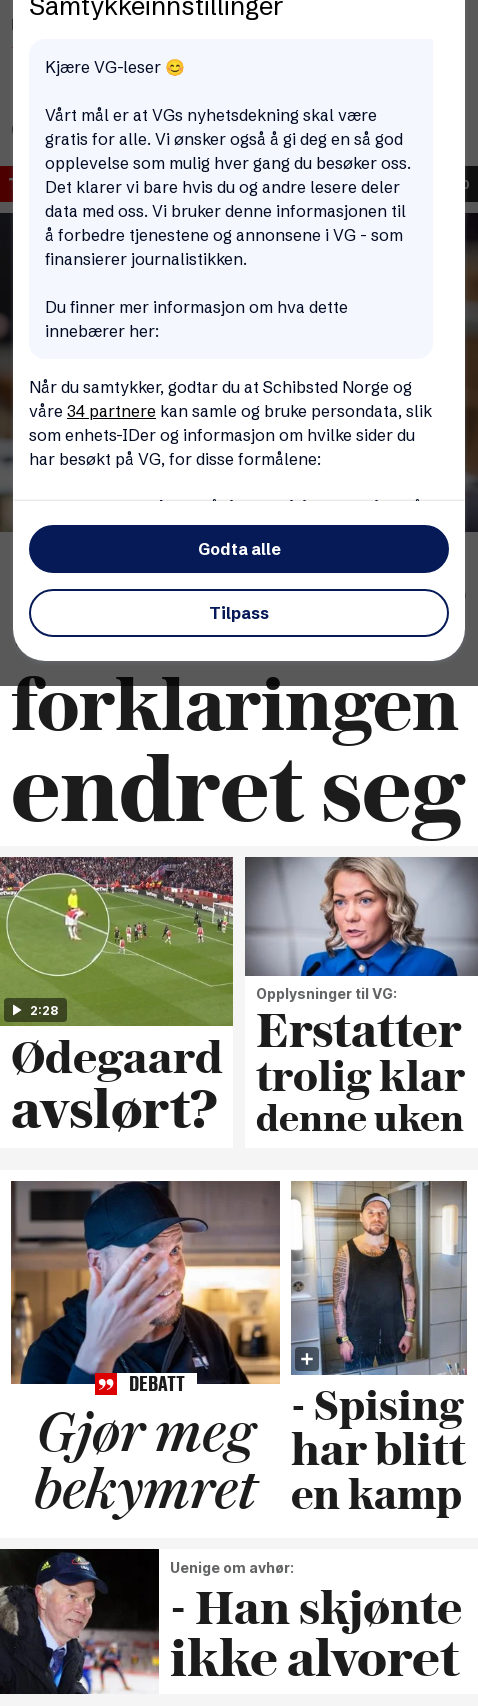 Samtykkeinnstillinger
Kjære VG-leser 😊
Vårt mål er at VGs nyhetsdekning skal være
gratis for alle. Vi ønsker også å gi deg en så god
opplevelse som mulig hver gang du besøker oss.
Det klarer vi bare hvis du og andre lesere deler
data med oss. Vi bruker denne informasjonen til
å forbedre tjenestene og annonsene i VG - som
finansierer journalistikken.
Du finner mer informasjon om hva dette
innebærer her:
Når du samtykker, godtar du at Schibsted Norge og
våre 34 partnere kan samle og bruke persondata, slik
som enhets-IDer og informasjon om hvilke sider du
har besøkt på VG, for disse formålene:
Godta alle
Tilpass
forklaringen
endret seg
2:28
Ødegaard
avslørt?
Opplysninger til VG:
Erstatter
trolig klar
denne uken
DEBATT
Gjør meg
bekymret
- Spising
har blitt
en kamp
Uenige om avhør:
- Han skjønte
ikke alvoret